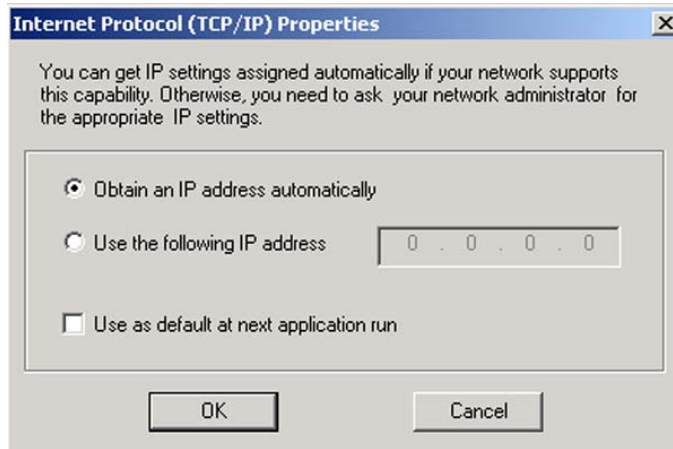 Internet Protocol (TCP/IP) Properties
You can get IP settings assigned automatically if your network supports
this capability. Otherwise, you need to ask your network administrator for
the appropriate IP settings.
Obtain an IP address automatically
Use the following IP address
0 . 0 . 0 . 0
Use as default at next application run
OK
Cancel